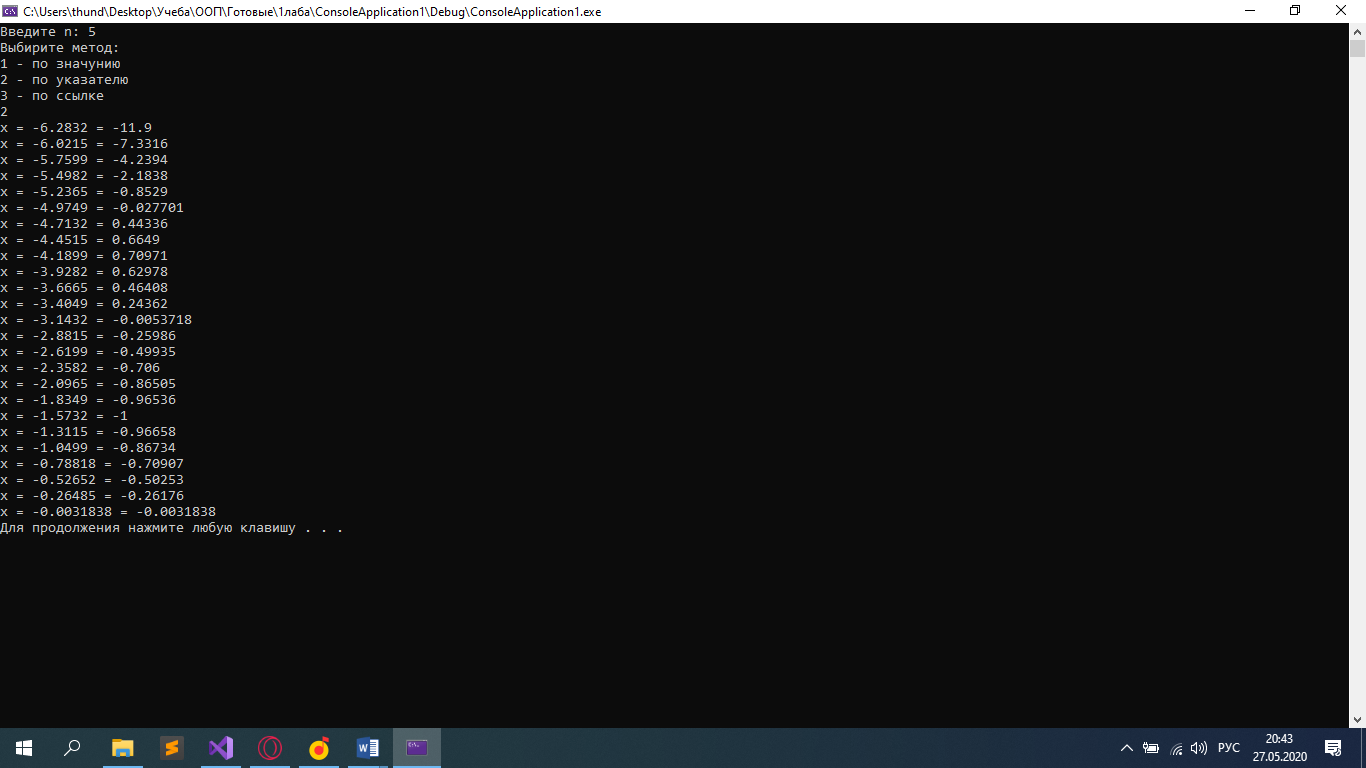 C:\Users\thund\Desktop\Учеба\ООП\Готовые\1лаба\ConsoleApplication1\Debug\ConsoleApplication1.exe
Введите n: 5
Выбирите метод:
1 - по значунию
2 - по указателю
3 - по ссылке
2
x = -6.2832 = -11.9
x = -6.0215 = -7.3316
x = -5.7599 = -4.2394
x = -5.4982 = -2.1838
x = -5.2365 = -0.8529
x = -4.9749 = -0.027701
x = -4.7132 = 0.44336
x = -4.4515 = 0.6649
x = -4.1899 = 0.70971
x = -3.9282 = 0.62978
x = -3.6665 = 0.46408
x = -3.4049 = 0.24362
x = -3.1432 = -0.0053718
x = -2.8815 = -0.25986
x = -2.6199 = -0.49935
x = -2.3582 = -0.706
x = -2.0965 = -0.86505
x = -1.8349 = -0.96536
x = -1.5732 = -1
x = -1.3115 = -0.96658
x = -1.0499 = -0.86734
x = -0.78818 = -0.70907
x = -0.52652 = -0.50253
x = -0.26485 = -0.26176
x = -0.0031838 = -0.0031838
Для продолжения нажмите любую клавишу . . .
РУС
20:43
27.05.2020